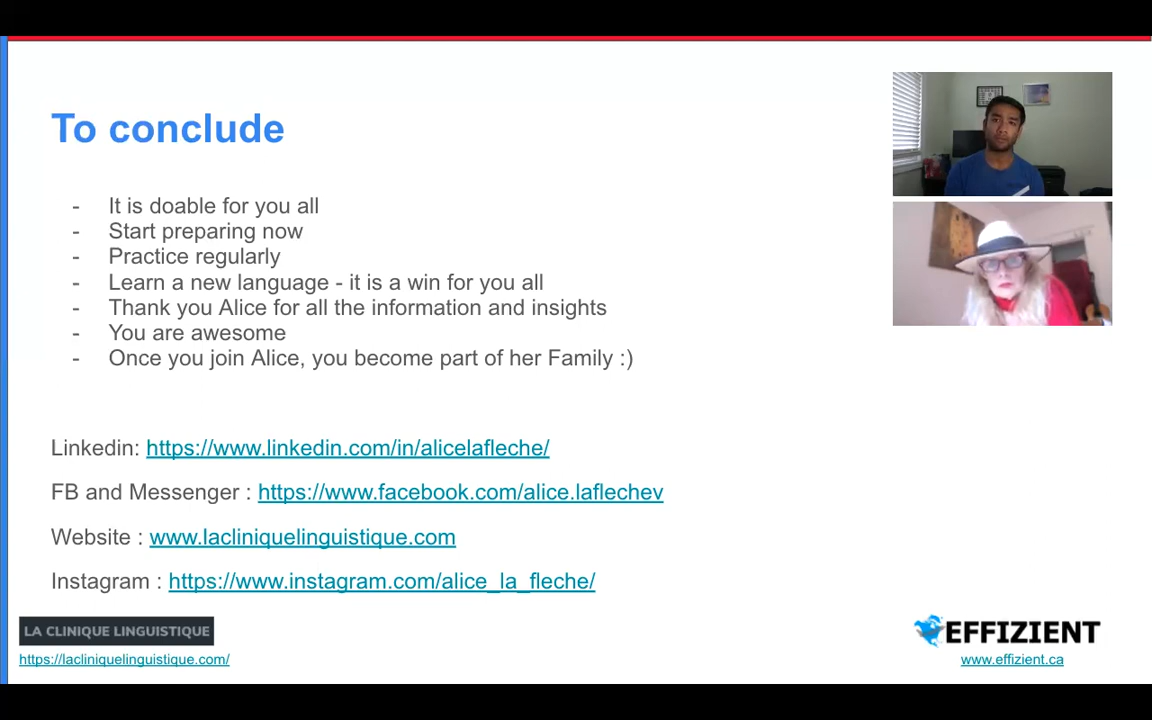 To conclude
- It is doable for you all
- Start preparing now
- Practice regularly
- Learn a new language - it is a win for you all
- Thank you Alice for all the information and insights
- You are awesome
- Once you join Alice, you become part of her Family :)
Linkedin: https://www.linkedin.com/in/alicelafleche/
FB and Messenger : https://www.facebook.com/alice.laflechev
Website : www.lacliniquelinguistique.com
Instagram : https://www.instagram.com/alice_la_fleche/
LA CLINIQUE LINGUISTIQUE
https://lacliniquelinguistique.com/
EFFIZIENT
www.effizient.ca